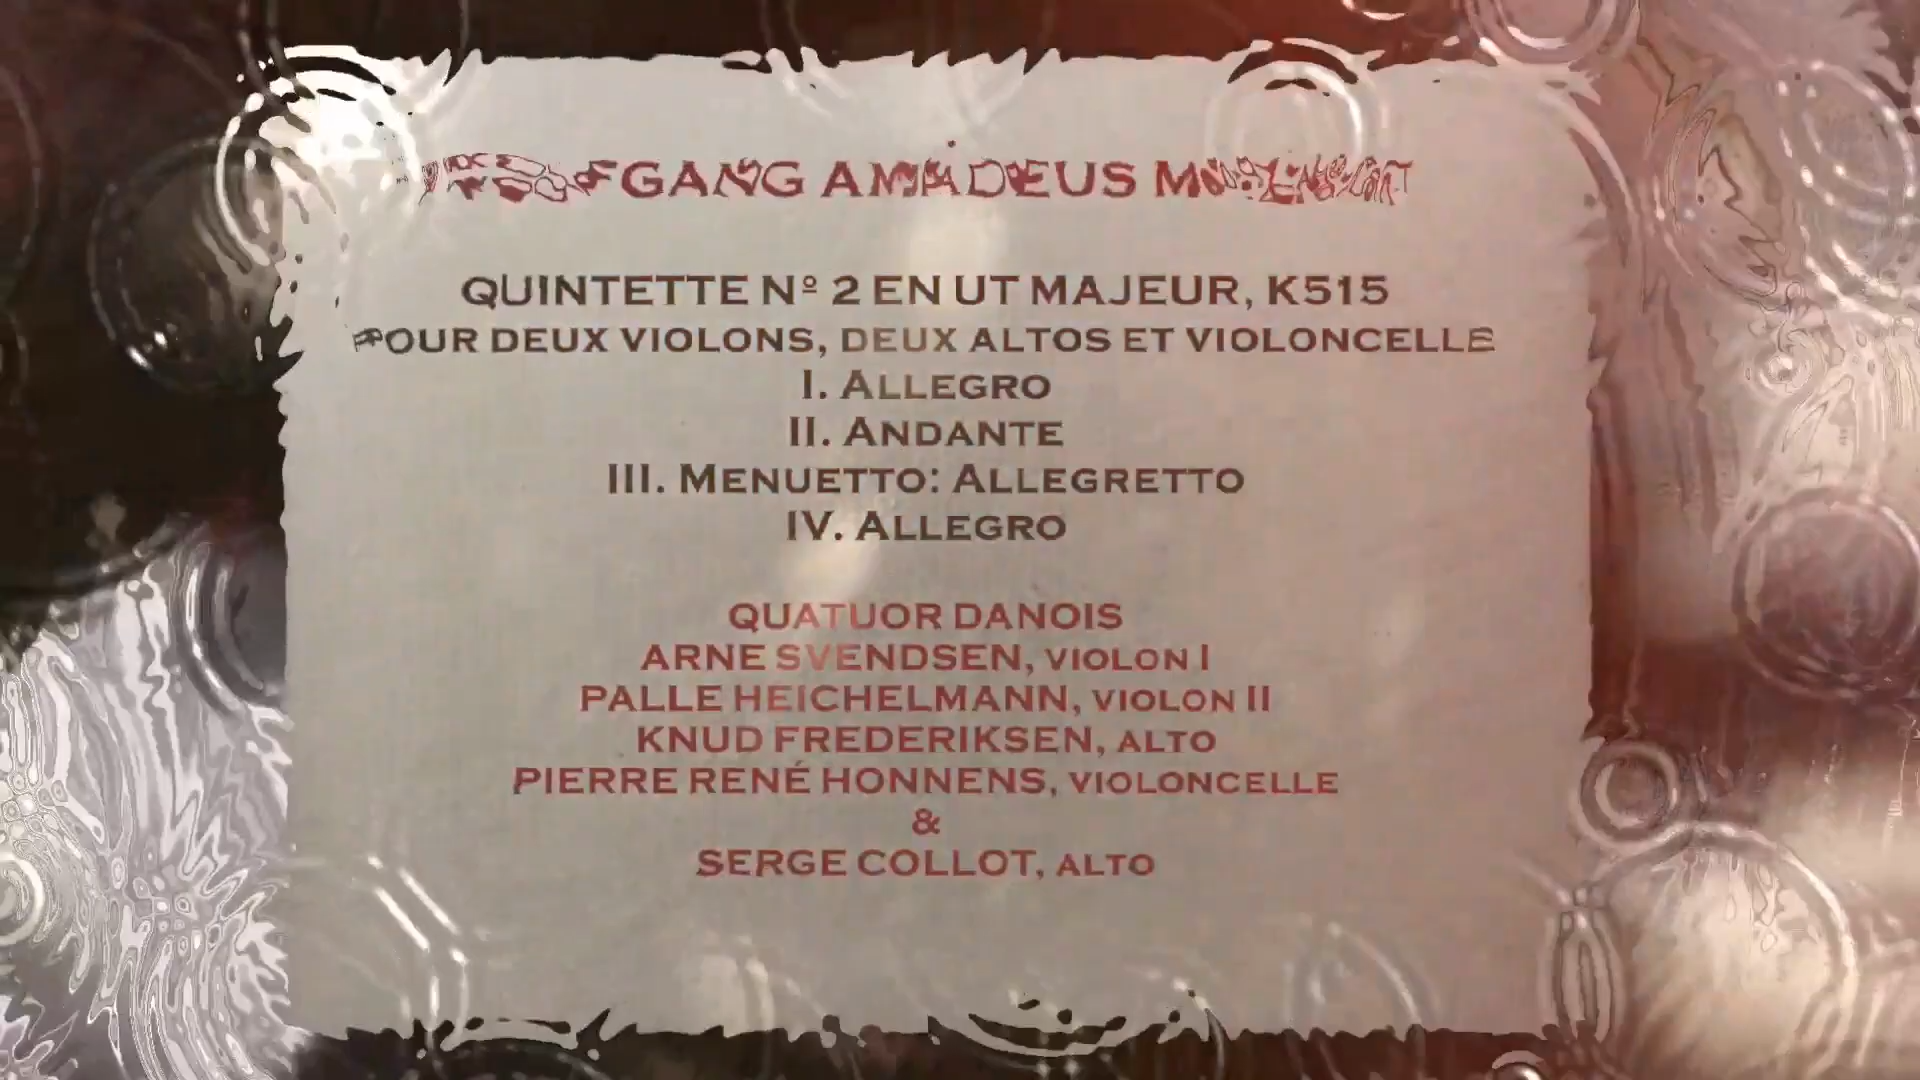 GANG AMADEUS
QUINTETTE Nº 2 EN UT MAJEUR, K515
POUR DEUX VIOLONS, DEUX ALTOS ET VIOLONCELLE
I. ALLEGRO
II. ANDANTE
III. MENUETTO: ALLEGRETTO
IV. ALLEGRO
QUATUOR DANOIS
ARNE SVENDSEN, VIOLON I
PALLE HEICHELMANN, VIOLON II
KNUD FREDERIKSEN, ALTO
PIERRE RENÉ HONNENS, VIOLONCELLE
&
SERGE COLLOT, ALTO